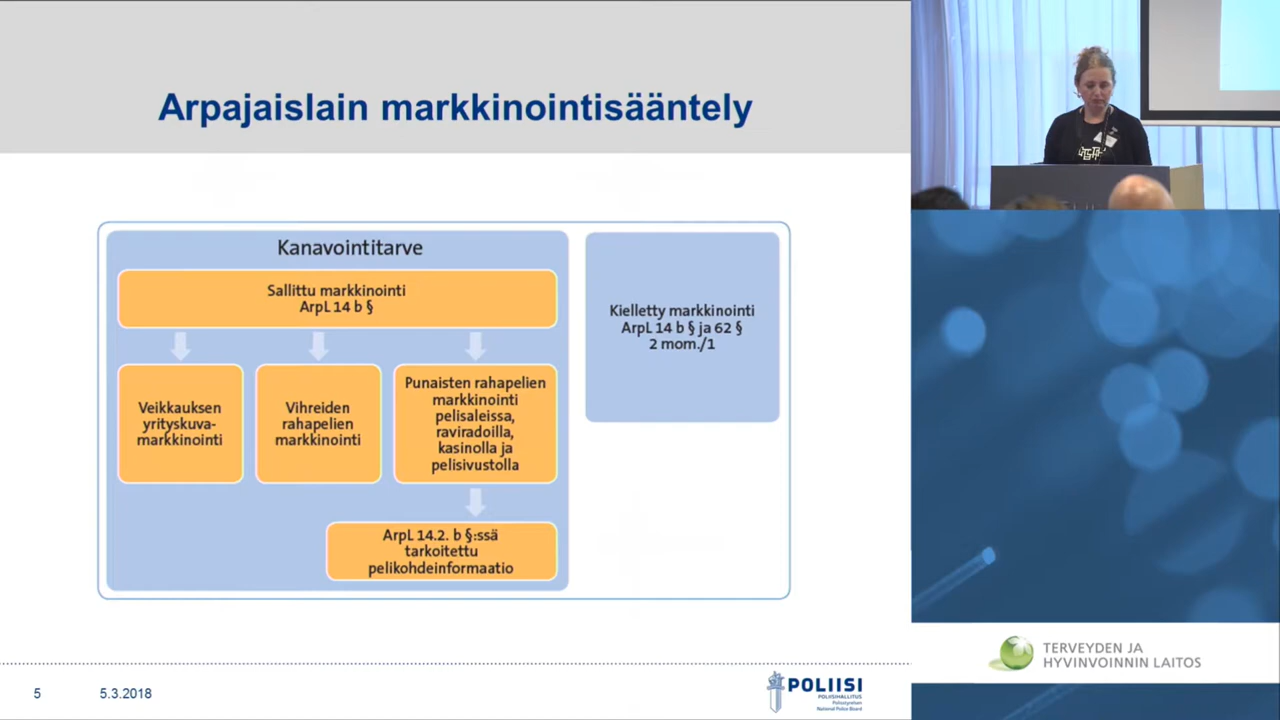 Arpajaislain markkinointisääntely
Kanavointitarve
Sallittu markkinointi
ArpL 14 b §
Veikkauksen
yrityskuva-
markkinointi
Vihreiden
rahapelien
markkinointi
Punaisten rahapelien
markkinointi
pelisaleissa,
raviradoilla,
kasinolla ja
pelisivustolla
ArpL 14.2. b §:ssä
tarkoitettu
pelikohdeinformaatio
Kielletty markkinointi
ArpL 14 b § ja 62 §
2 mom./1
5
5.3.2018
POLIISI
POLIISIHALLITUS
Polisstyrelsen
National Police Board
TERVEYDEN JA
HYVINVOINNIN LAITOS